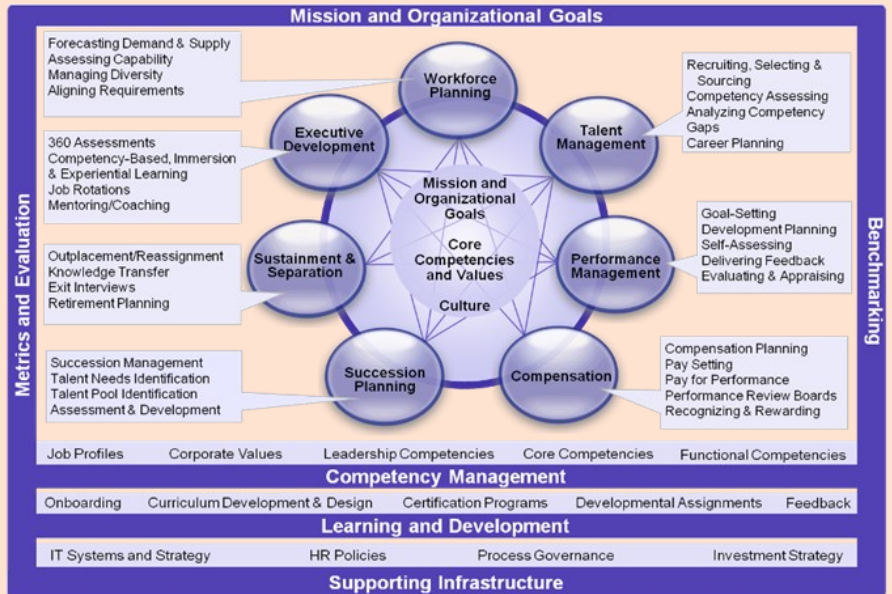 Mission and Organizational Goals
Forecasting Demand & Supply
Assessing Capability
Managing Diversity
Aligning Requirements
Workforce
Planning
Recruiting, Selecting &
Sourcing
Competency Assessing
Analyzing Competency
Gaps
Career Planning
Executive
Development
Talent
Management
360 Assessments
Competency-Based, Immersion
& Experiential Learning
Job Rotations
Mentoring/Coaching
Mission and
Organizational
Goals
Core
Competencies
and Values
Culture
Goal-Setting
Development Planning
Self-Assessing
Delivering Feedback
Evaluating & Appraising
Metrics and Evaluation
Benchmarking
Outplacement/Reassignment
Knowledge Transfer
Exit Interviews
Retirement Planning
Sustainment &
Separation
Performance
Management
Succession Management
Talent Needs Identification
Talent Pool Identification
Assessment & Development
Succession
Planning
Compensation
Compensation Planning
Pay Setting
Pay for Performance
Performance Review Boards
Recognizing & Rewarding
Job Profiles Corporate Values Leadership Competencies Core Competencies Functional Competencies
Competency Management
Onboarding Curriculum Development & Design Certification Programs Developmental Assignments Feedback
Learning and Development
IT Systems and Strategy HR Policies Process Governance Investment Strategy
Supporting Infrastructure